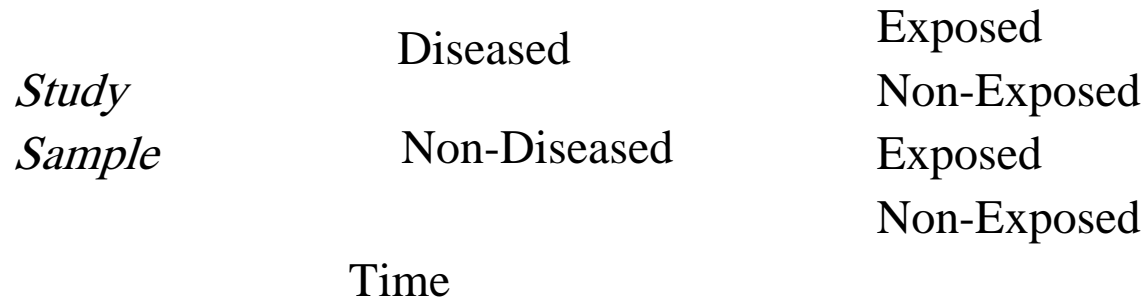 Study
Sample
Diseased
Non-Diseased
Exposed
Non-Exposed
Exposed
Non-Exposed
Time